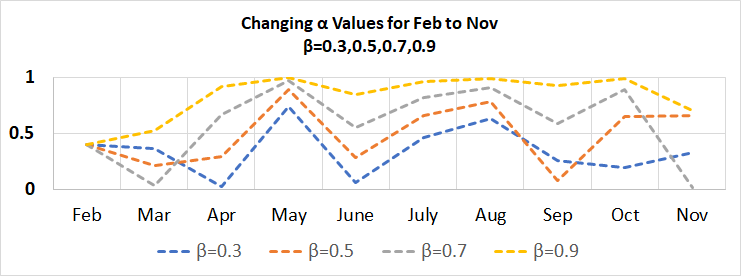 Changing α Values for Feb to Nov
β=0.3,0.5,0.7,0.9
1
0.5
0
Feb Mar Apr May June July Aug Sep Oct Nov
β=0.3 β=0.5 β=0.7 β=0.9